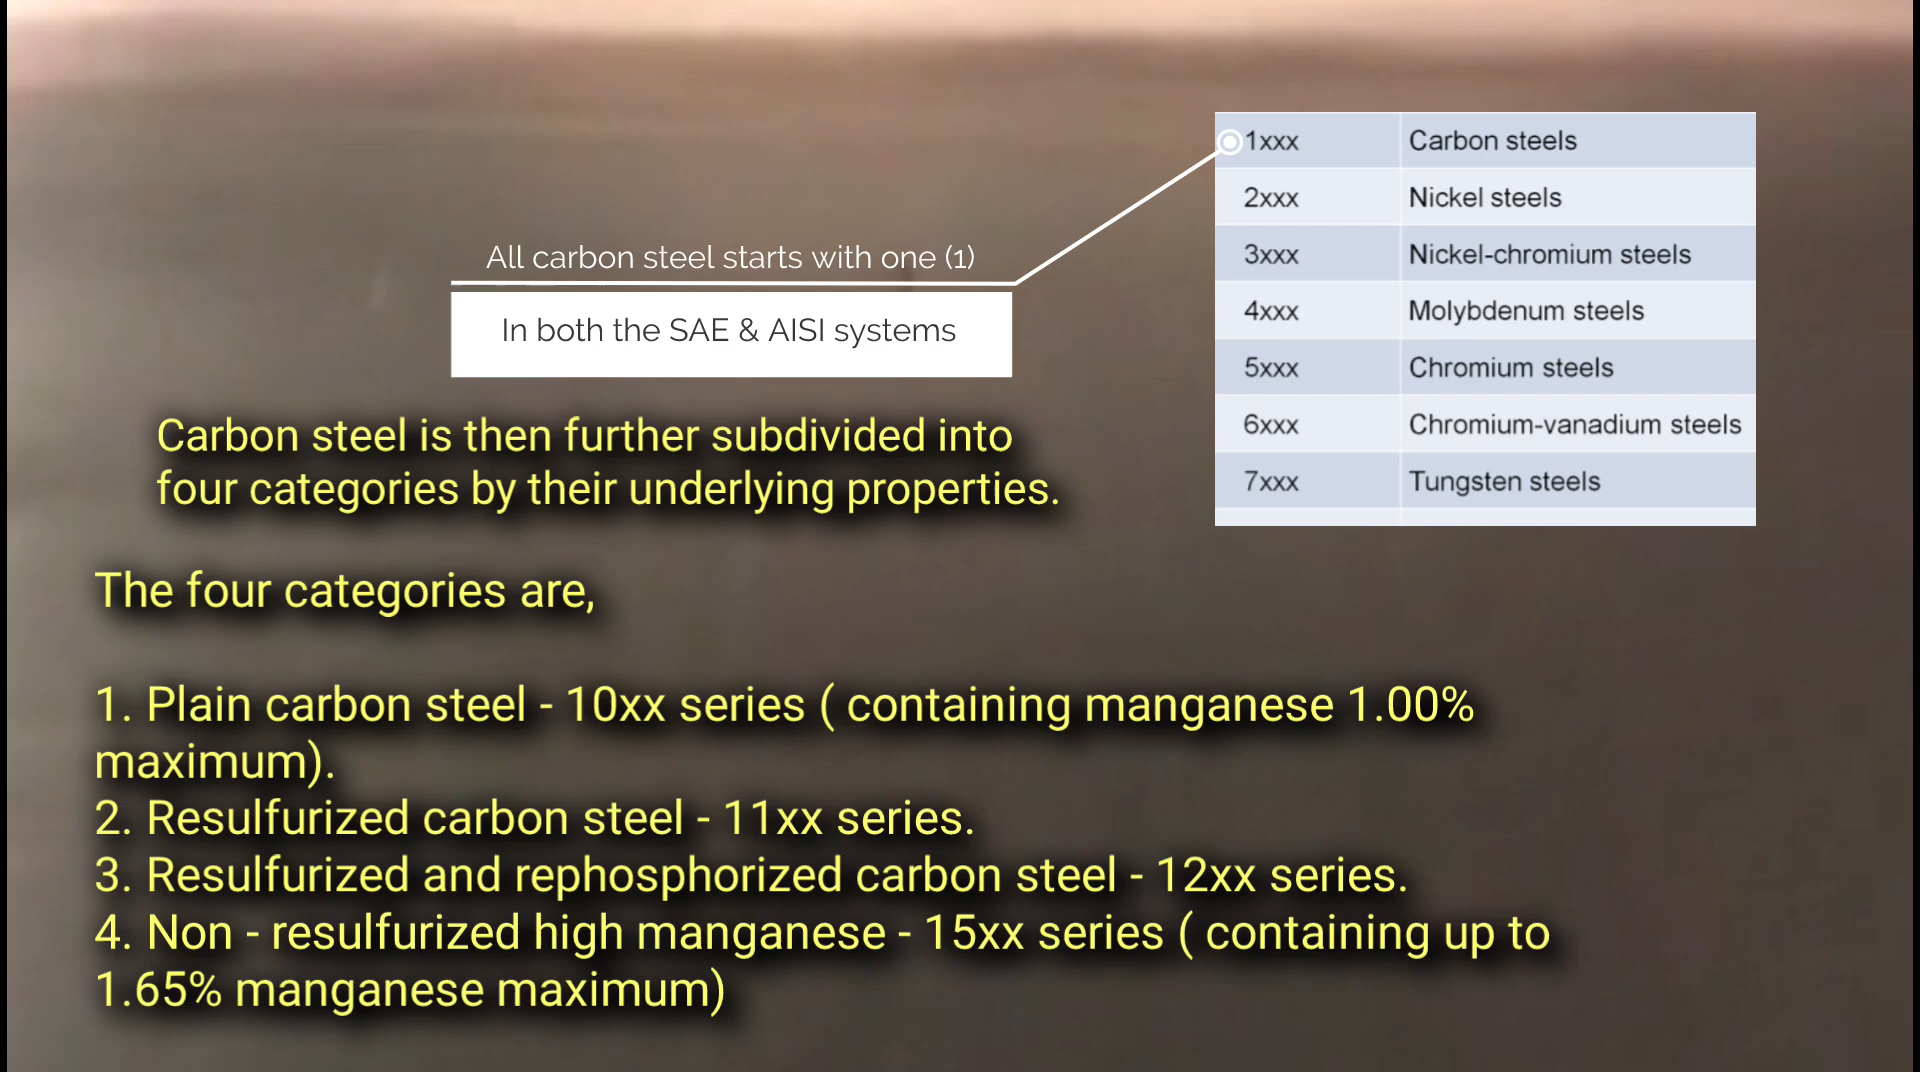 All carbon steel starts with one (1)
In both the SAE & AISI systems
1xxx Carbon steels
2xxx Nickel steels
3xxx Nickel-chromium steels
4xxx Molybdenum steels
5xxx Chromium steels
6xxx Chromium-vanadium steels
7xxx Tungsten steels
Carbon steel is then further subdivided into
four categories by their underlying properties.
The four categories are,
1. Plain carbon steel - 10xx series ( containing manganese 1.00%
maximum).
2. Resulfurized carbon steel - 11xx series.
3. Resulfurized and rephosphorized carbon steel - 12xx series.
4. Non - resulfurized high manganese - 15xx series ( containing up to
1.65% manganese maximum)